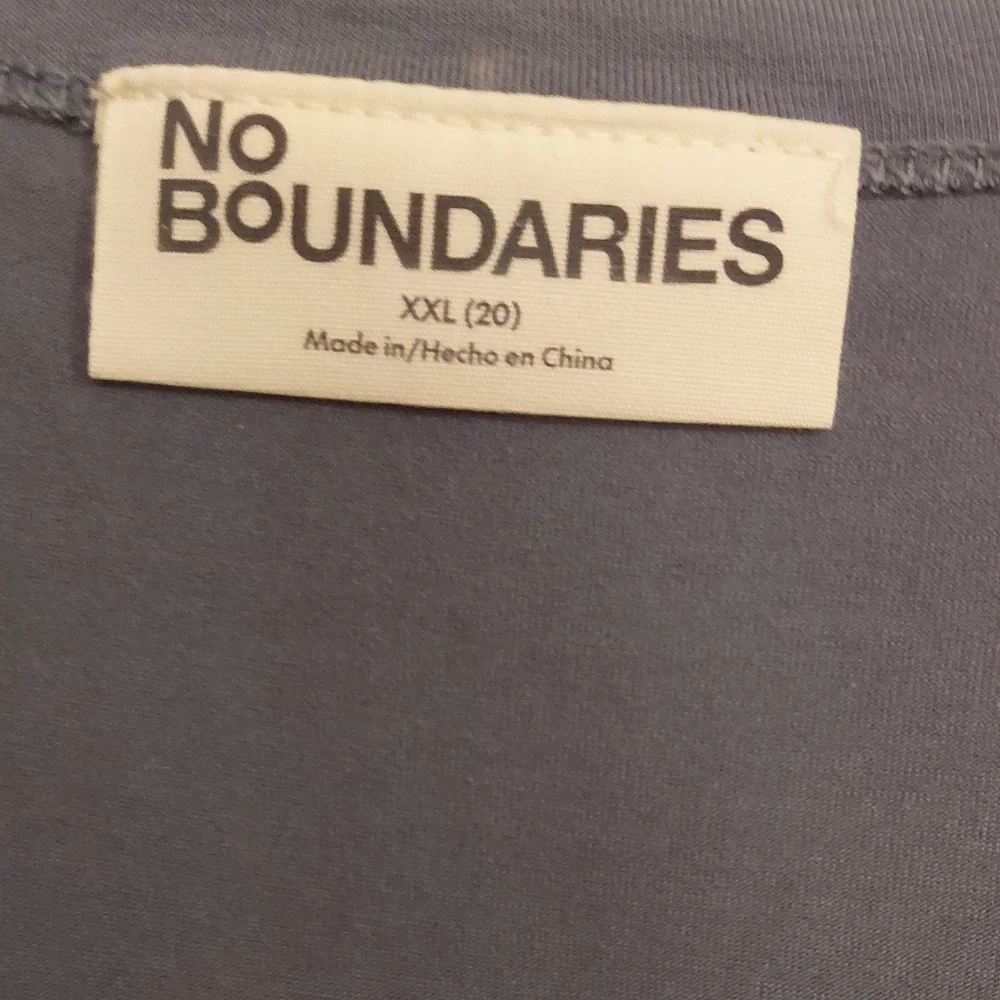 NO
BOUNDARIES
XXL (20)
Made in/Hecho en China